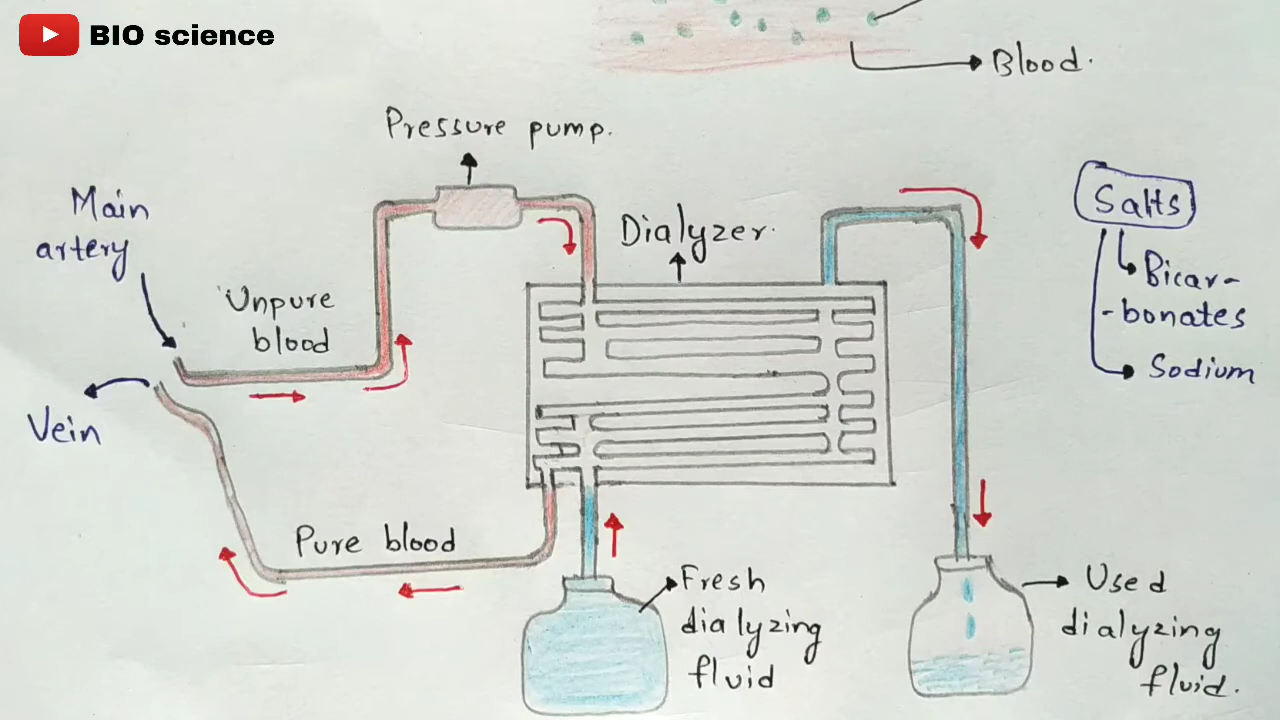 BIO science
Blood.
Pressure pump.
Main
artery
Unpure
blood
Dialyzer.
Salts
Bicar-
-bonates
Sodium
Vein
Pure blood
Fresh
dialyzing
fluid
Used
dialyzing
fluid.